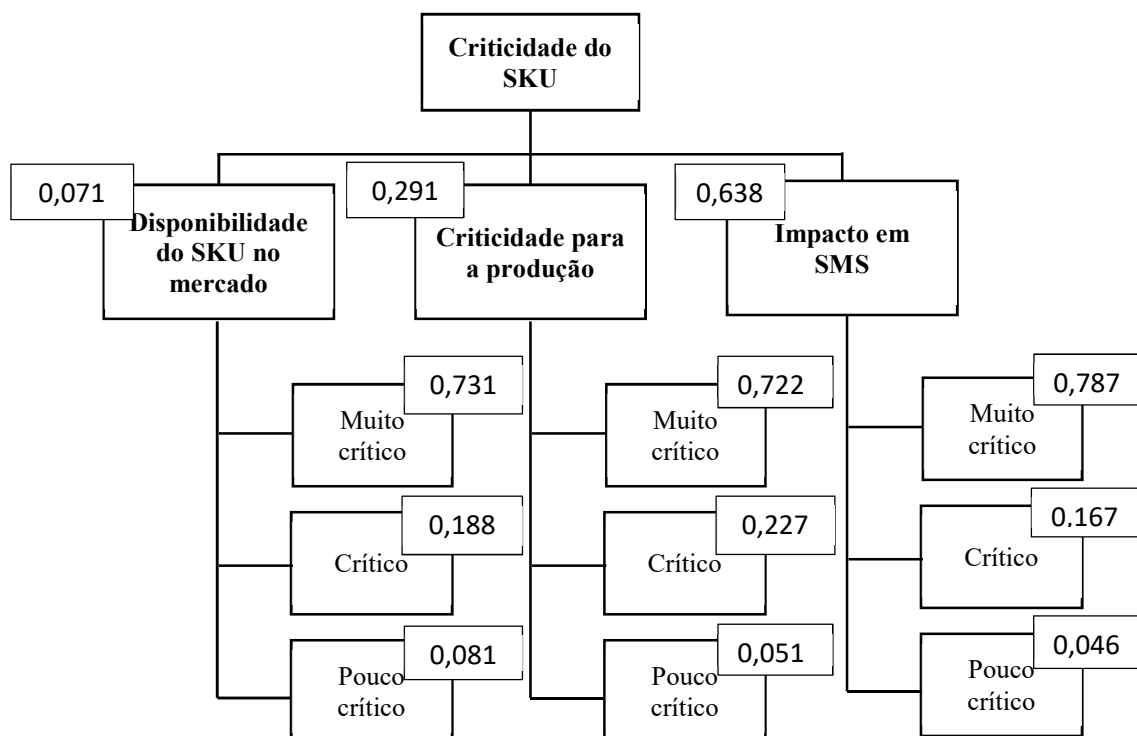 Criticidade do
SKU
0,071
Disponibilidade
do SKU no
mercado
0,291
Criticidade para
a produção
0,638
Impacto em
SMS
0,731
Muito
crítico
0,188
Crítico
0,081
Pouco
crítico
0,722
Muito
crítico
0,227
Crítico
0,051
Pouco
crítico
0,787
Muito
crítico
0,167
Crítico
0,046
Pouco
crítico